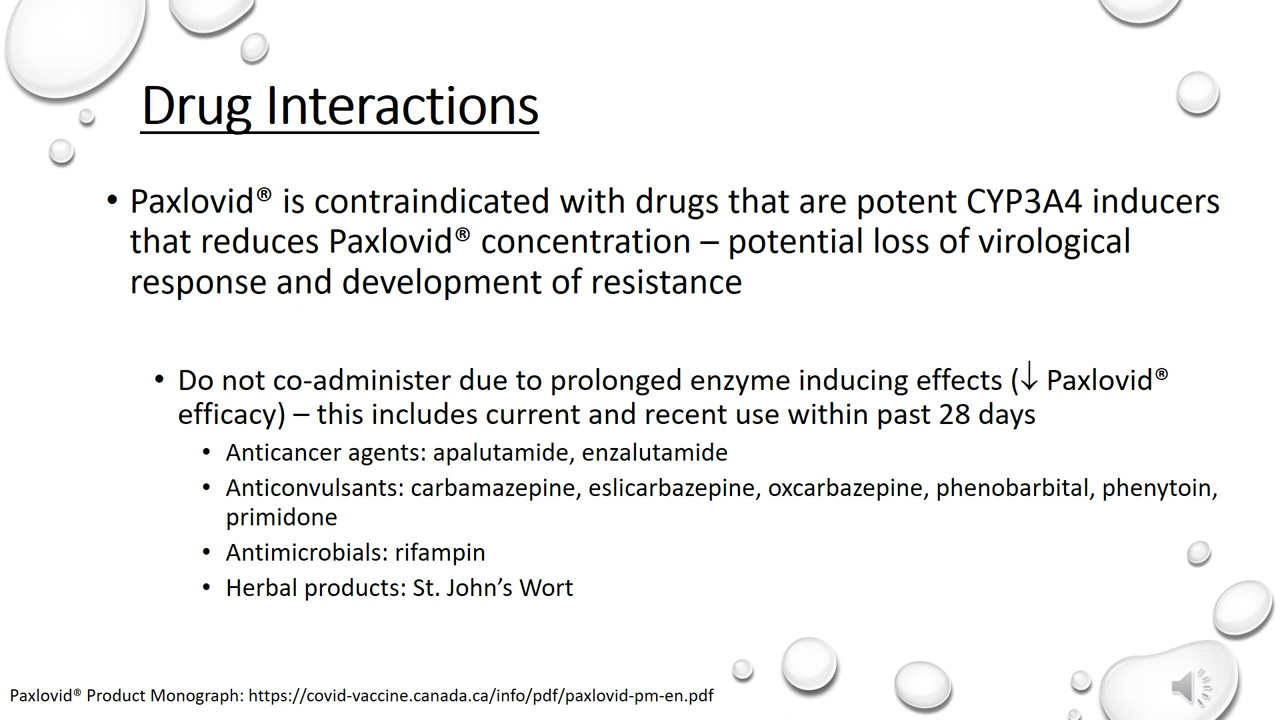 Drug Interactions
• Paxlovid® is contraindicated with drugs that are potent CYP3A4 inducers
that reduces Paxlovid® concentration – potential loss of virological
response and development of resistance
• Do not co-administer due to prolonged enzyme inducing effects (↓ Paxlovid®
efficacy) – this includes current and recent use within past 28 days
• Anticancer agents: apalutamide, enzalutamide
• Anticonvulsants: carbamazepine, eslicarbazepine, oxcarbazepine, phenobarbital, phenytoin,
primidone
• Antimicrobials: rifampin
• Herbal products: St. John’s Wort
Paxlovid® Product Monograph: https://covid-vaccine.canada.ca/info/pdf/paxlovid-pm-en.pdf